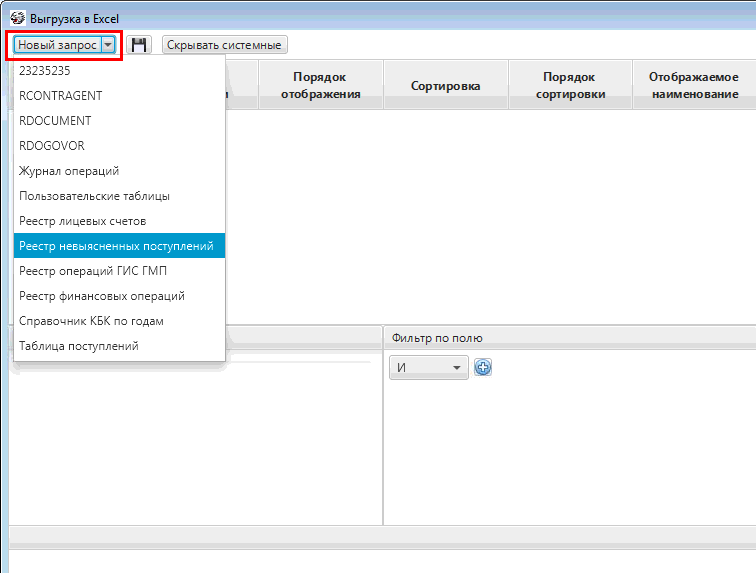 Выгрузка в Excel
Новый запрос
Скрывать системные
23235235
RCONTRAGENT
RDOCUMENT
RDOGOVOR
Журнал операций
Пользовательские таблицы
Реестр лицевых счетов
Реестр невыясненных поступлений
Реестр операций ГИС ГМП
Реестр финансовых операций
Справочник КБК по годам
Таблица поступлений
Порядок
отображения
Сортировка
Порядок
сортировки
Отображаемое
наименование
Фильтр по полю
И